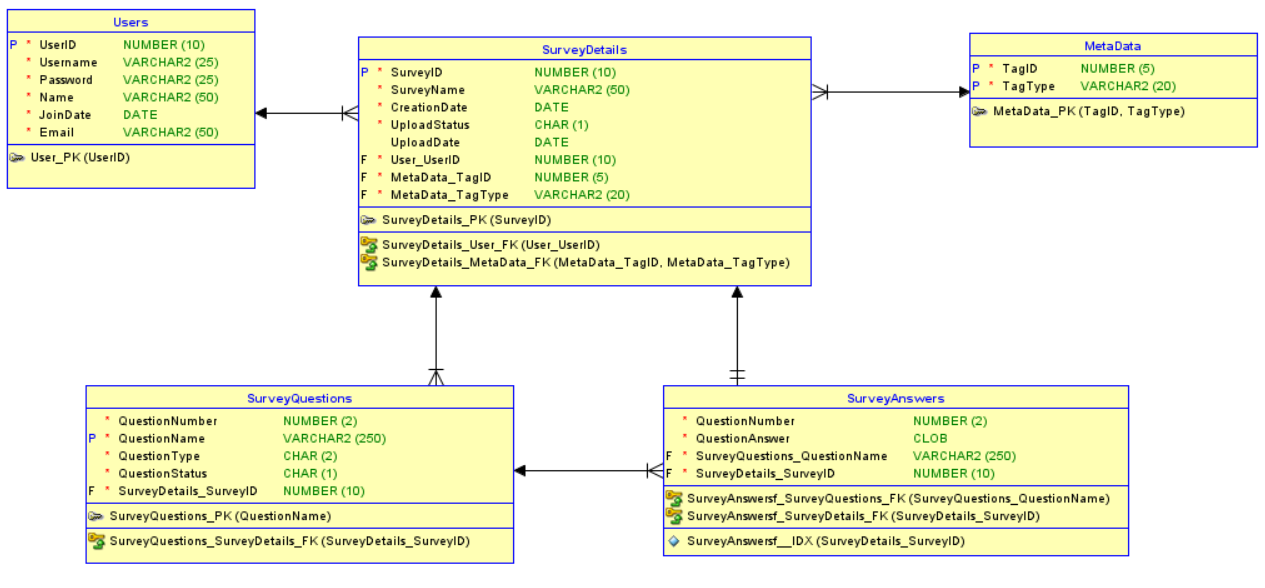 Users
P * UserID NUMBER (10)
* Username VARCHAR2 (25)
* Password VARCHAR2 (25)
* Name VARCHAR2 (50)
* JoinDate DATE
* Email VARCHAR2 (50)
User_PK (UserID)
SurveyDetails
P * SurveyID NUMBER (10)
* SurveyName VARCHAR2 (50)
* CreationDate DATE
* UploadStatus CHAR (1)
UploadDate DATE
F * User_UserID NUMBER (10)
F * MetaData_TagID NUMBER (5)
F * MetaData_TagType VARCHAR2 (20)
SurveyDetails_PK (SurveyID)
SurveyDetails_User_FK (User_UserID)
SurveyDetails_MetaData_FK (MetaData_TagID, MetaData_TagType)
MetaData
P * TagID NUMBER (5)
P * TagType VARCHAR2 (20)
MetaData_PK (TagID, TagType)
SurveyQuestions
* QuestionNumber NUMBER (2)
P * QuestionName VARCHAR2 (250)
* QuestionType CHAR (2)
* QuestionStatus CHAR (1)
F * SurveyDetails_SurveyID NUMBER (10)
SurveyQuestions_PK (QuestionName)
SurveyQuestions_SurveyDetails_FK (SurveyDetails_SurveyID)
SurveyAnswers
* QuestionNumber NUMBER (2)
* QuestionAnswer CLOB
F * SurveyQuestions_QuestionName VARCHAR2 (250)
F * SurveyDetails_SurveyID NUMBER (10)
SurveyAnswersf_SurveyQuestions_FK (SurveyQuestions_QuestionName)
SurveyAnswersf_SurveyDetails_FK (SurveyDetails_SurveyID)
SurveyAnswersf__IDX (SurveyDetails_SurveyID)